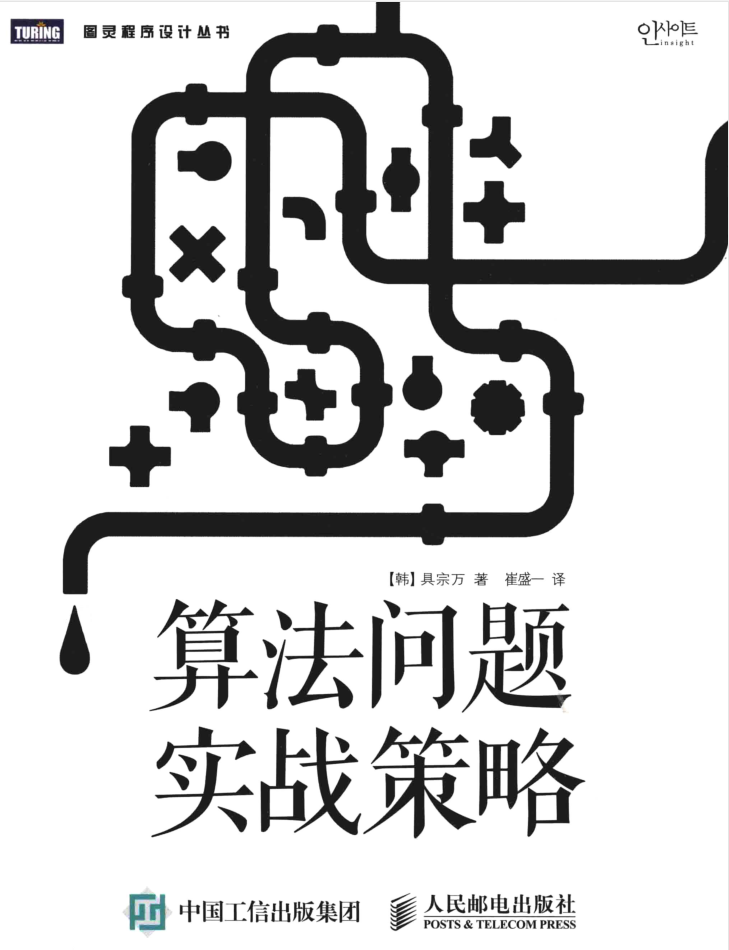 TURING
图灵程序设计丛书
인사이트
insight
【韩】具宗万 著 崔盛一 译
算法问题
实战策略
中国工信出版集团
人民邮电出版社
POSTS & TELECOM PRESS